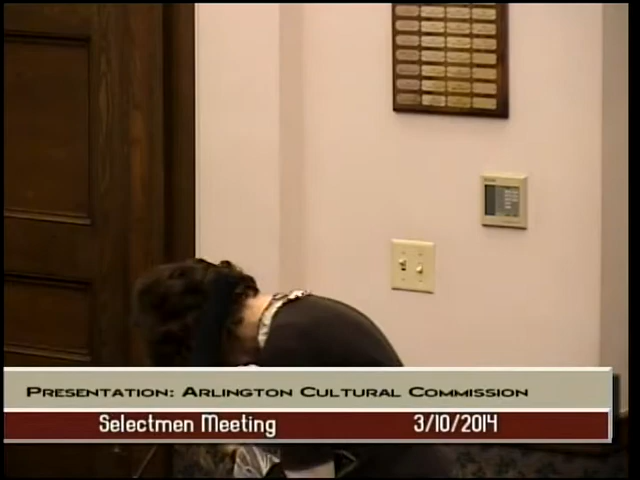 Presentation: Arlington Cultural Commission
Selectmen Meeting 3/10/2014